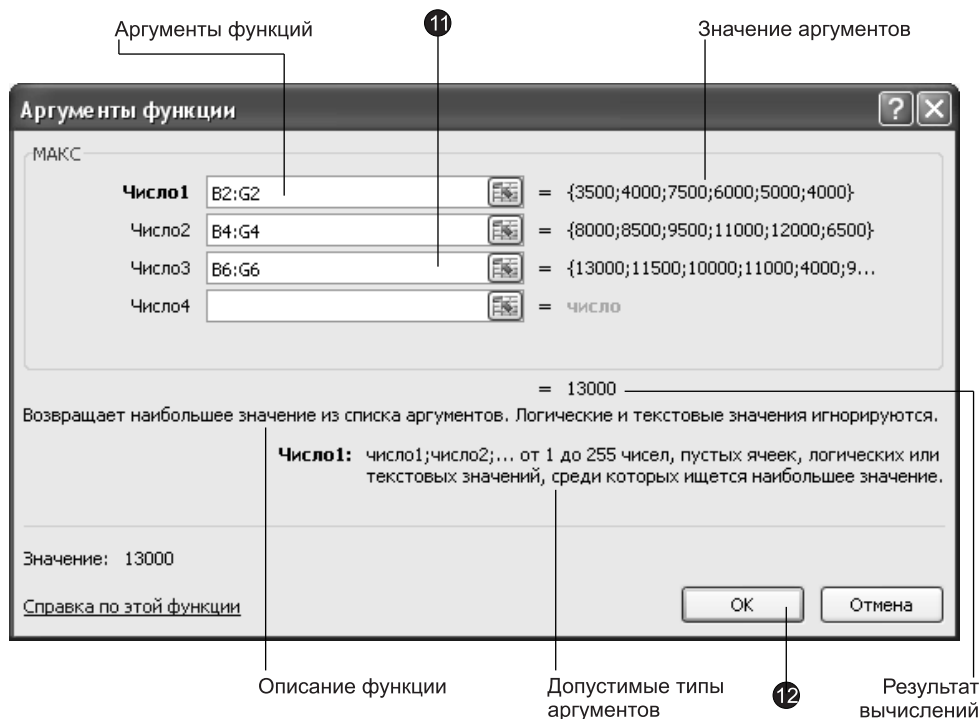 Аргументы функций
11
Значение аргументов
Аргументы функции
МАКС
Число1 B2:G2 = {3500;4000;7500;6000;5000;4000}
Число2 B4:G4 = {8000;8500;9500;11000;12000;6500}
Число3 B6:G6 = {13000;11500;10000;11000;4000;9...
Число4 = число
= 13000
Возвращает наибольшее значение из списка аргументов. Логические и текстовые значения игнорируются.
Число1: число1;число2;... от 1 до 255 чисел, пустых ячеек, логических или
текстовых значений, среди которых ищется наибольшее значение.
Значение: 13000
Справка по этой функции
ОК
Отмена
Описание функции
Допустимые типы
аргументов
12
Результат
вычислений